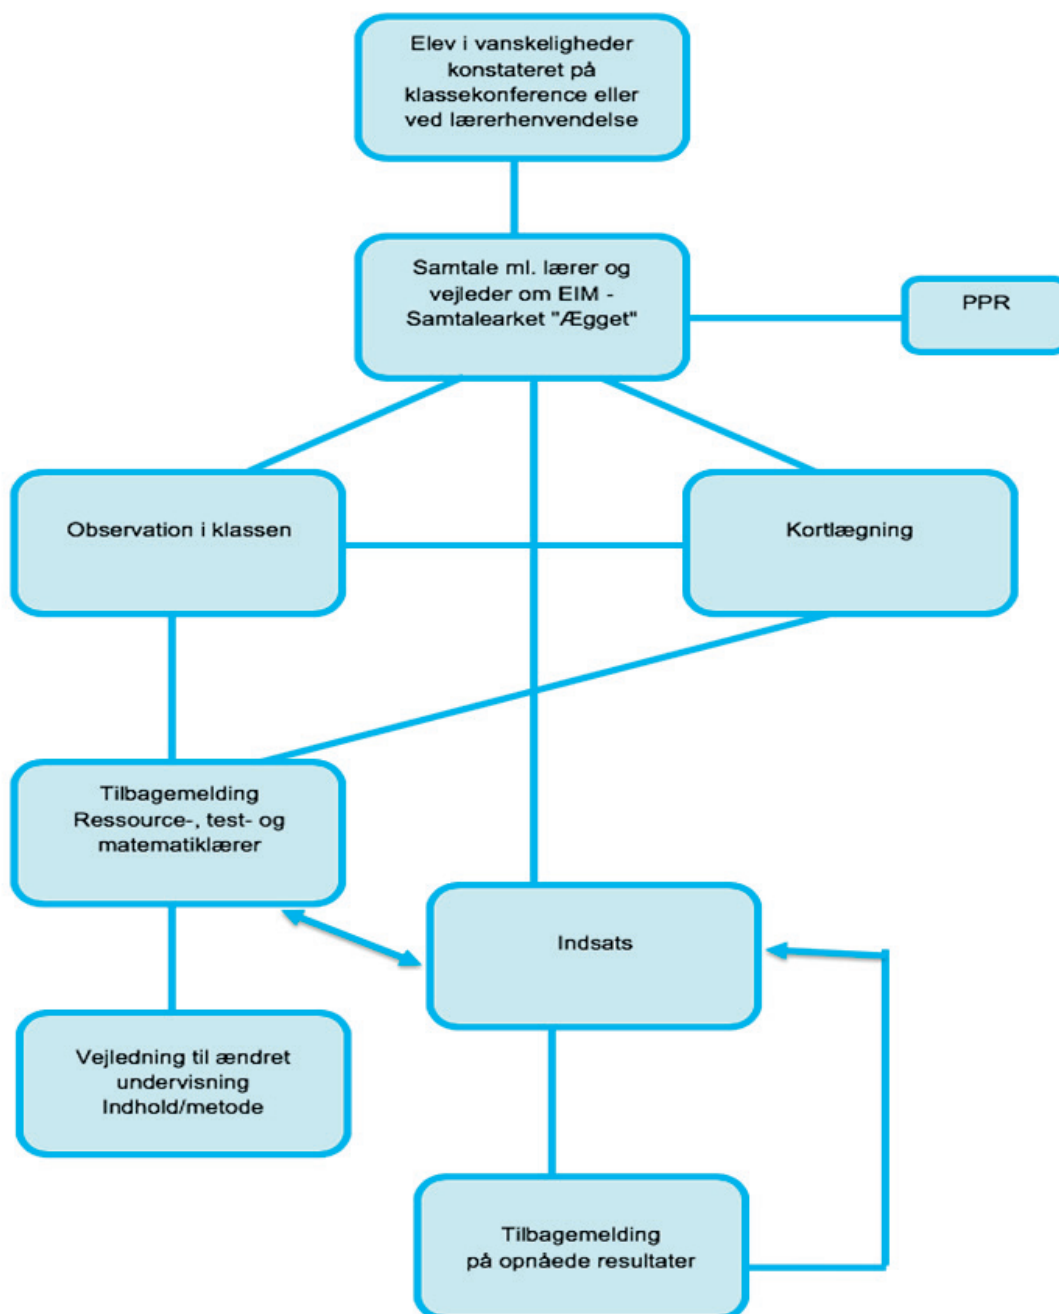 Elev i vanskeligheder
konstateret på
klassekonference eller
ved lærerhenvendelse
Samtale ml. lærer og
vejleder om EIM -
Samtalearket "Ægget"
PPR
Observation i klassen
Kortlægning
Tilbagemelding
Ressource-, test- og
matematiklærer
Indsats
Vejledning til ændret
undervisning
Indhold/metode
Tilbagemelding
på opnåede resultater